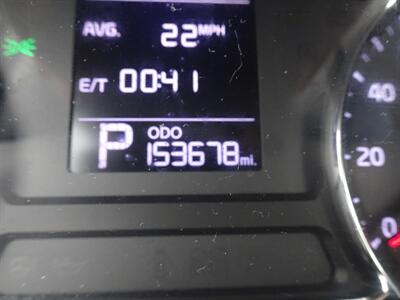 AVG. 22 MPH
E/T 00:41
P ODO
153678 mi.
40
20
0